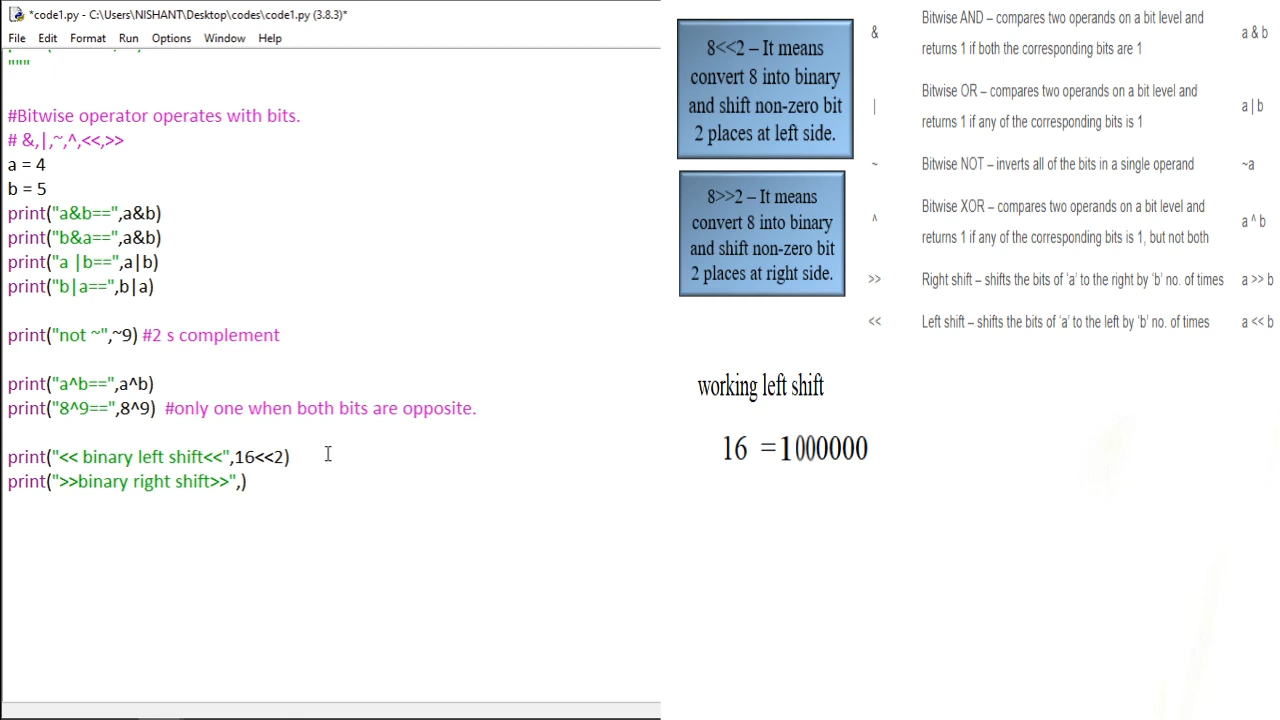 *code1.py - C:\Users\NISHANT\Desktop\codes\code1.py (3.8.3)*
File Edit Format Run Options Window Help
"""
#Bitwise operator operates with bits.
# &,|,~,^,<<,>>
a = 4
b = 5
print("a&b==",a&b)
print("b&a==",a&b)
print("a |b==",a|b)
print("b|a==",b|a)
print("not ~",~9) #2 s complement
print("a^b==",a^b)
print("8^9==",8^9)  #only one when both bits are opposite.
print("<< binary left shift<<",16<<2)
print(">>binary right shift>>",)
8<<2 – It means
convert 8 into binary
and shift non-zero bit
2 places at left side.
8>>2 – It means
convert 8 into binary
and shift non-zero bit
2 places at right side.
& Bitwise AND – compares two operands on a bit level and a & b
returns 1 if both the corresponding bits are 1
| Bitwise OR – compares two operands on a bit level and a | b
returns 1 if any of the corresponding bits is 1
~ Bitwise NOT – inverts all of the bits in a single operand ~a
^ Bitwise XOR – compares two operands on a bit level and a ^ b
returns 1 if any of the corresponding bits is 1, but not both
>> Right shift – shifts the bits of 'a' to the right by 'b' no. of times a >> b
<< Left shift – shifts the bits of 'a' to the left by 'b' no. of times a << b
working left shift
16 =1000000